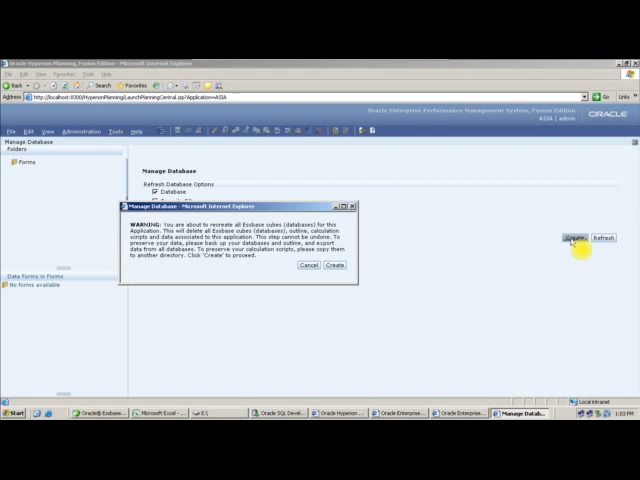 Oracle Hyperion Planning, Fusion Edition - Microsoft Internet Explorer
File Edit View Favorites Tools Help
Back Search Favorites
Address http://localhost:8300/HyperionPlanning/LaunchPlanningCentral.jsp?Application=ASIA Go Links »
Oracle Enterprise Performance Management System, Fusion Edition
ASIA | admin ORACLE
File Edit View Administration Tools Help
Manage Database
Folders
Forms
Manage Database
Refresh Database Options
Database
Manage Database - Microsoft Internet Explorer
WARNING: You are about to recreate all Essbase cubes (databases) for this
Application. This will delete all Essbase cubes (databases), outline, calculation
scripts and data associated to this application. This step cannot be undone. To
preserve your data, please back up your databases and outline, and export
data from all databases. To preserve your calculation scripts, please copy them
to another directory. Click 'Create' to proceed.
Cancel Create
Create Refresh
Data Forms in Forms
No forms available
Local intranet
Start Oracle® Essbase... Microsoft Excel - ... E:\ Oracle SQL Devel... Oracle Hyperion ... Oracle Enterprise... Oracle Enterprise... Manage Datab... 1:03 PM